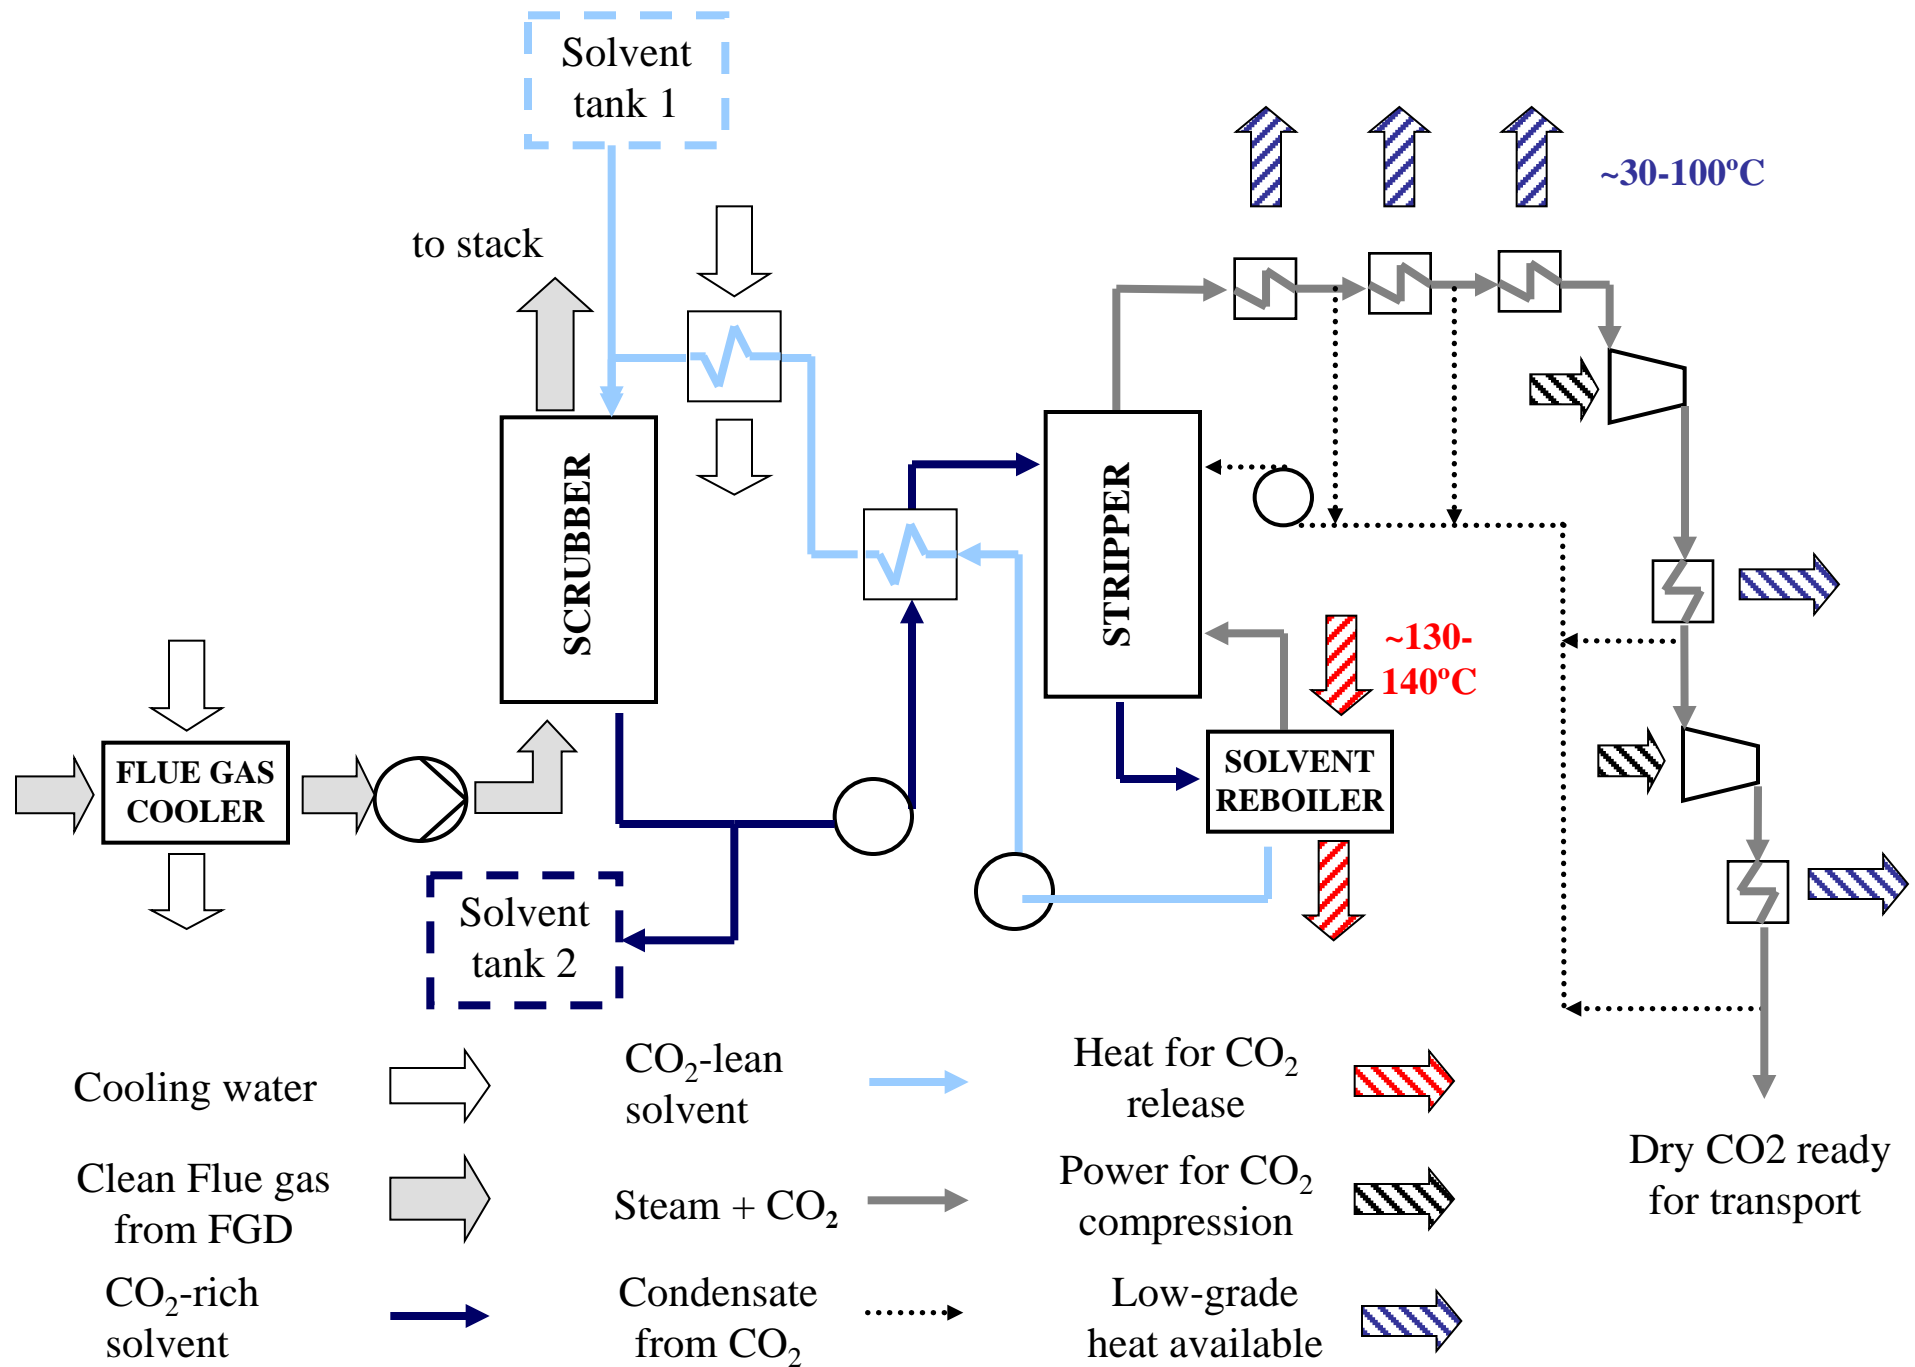 Solvent
tank 1
~30-100ºC
to stack
SCRUBBER
STRIPPER
~130-
140ºC
FLUE GAS
COOLER
SOLVENT
REBOILER
Solvent
tank 2
Cooling water
CO₂-lean
solvent
Heat for CO₂
release
Clean Flue gas
from FGD
Steam + CO₂
Power for CO₂
compression
Dry CO2 ready
for transport
CO₂-rich
solvent
Condensate
from CO₂
Low-grade
heat available